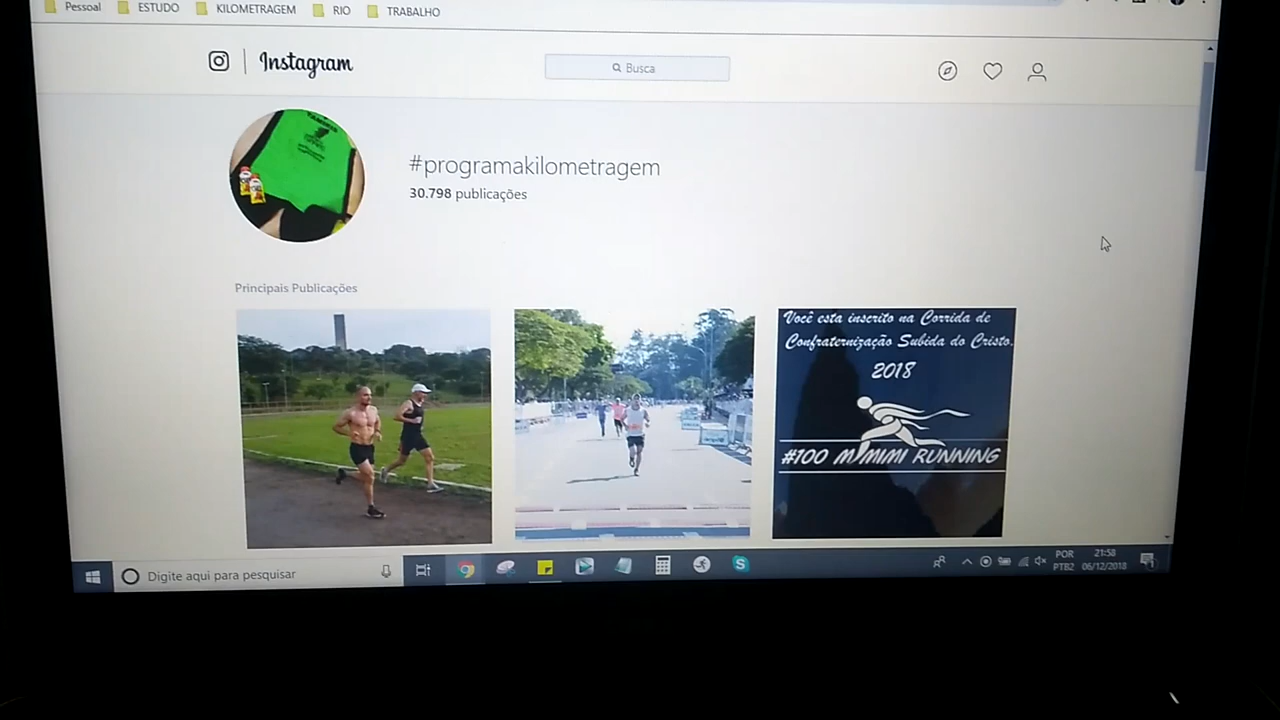 Pessoal ESTUDO KILOMETRAGEM RIO TRABALHO
Instagram
Busca
#programakilometragem
30.798 publicações
Principais Publicações
Você esta inscrito na Corrida de
Confraternização Subida do Cristo.
2018
#100 MIMIMI RUNNING
Digite aqui para pesquisar
POR
PTB2
21:58
06/12/2018